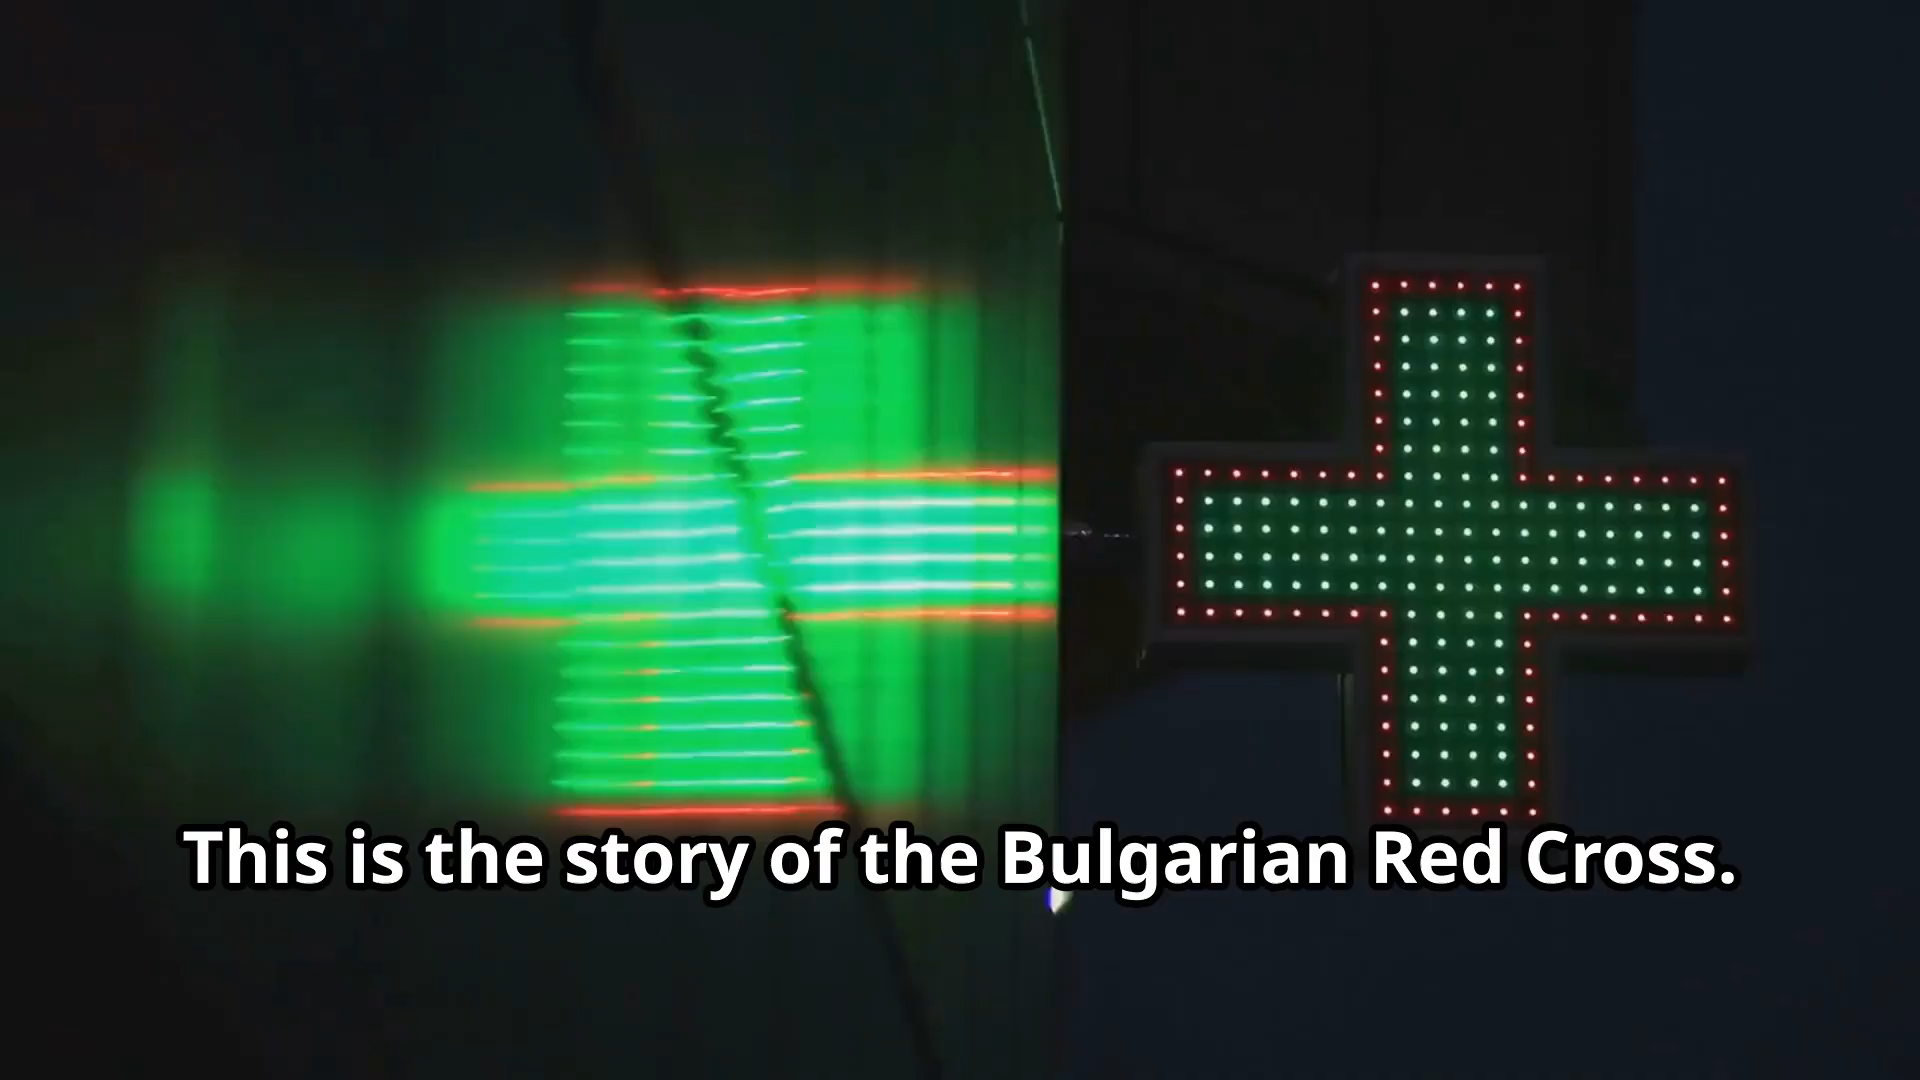 This is the story of the Bulgarian Red Cross.